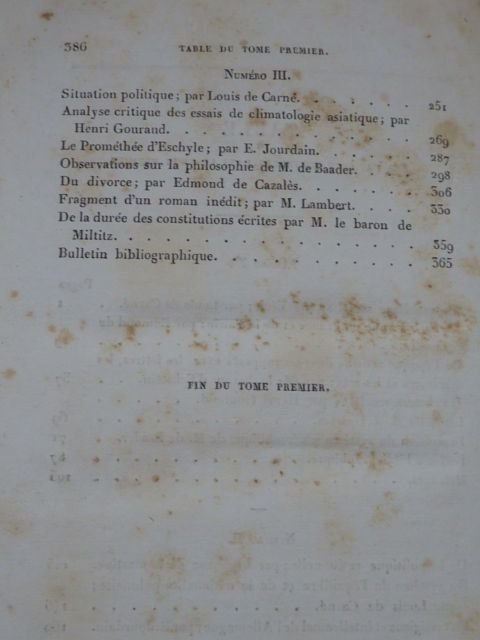 386 TABLE DU TOME PREMIER.
NUMÉRO III.
Situation politique; par Louis de Carné. . . . . . . 251
Analyse critique des essais de climatologie asiatique; par
Henri Gourand. . . . . . . . . . . . . 269
Le Prométhée d'Eschyle; par E. Jourdain. . . . . . 287
Observations sur la philosophie de M. de Baader. . . . 298
Du divorce; par Edmond de Cazalès. . . . . . . 306
Fragment d'un roman inédit; par M. Lambert. . . . . 330
De la durée des constitutions écrites par M. le baron de
Miltitz. . . . . . . . . . . . . . . 359
Bulletin bibliographique. . . . . . . . . . . 365
FIN DU TOME PREMIER.